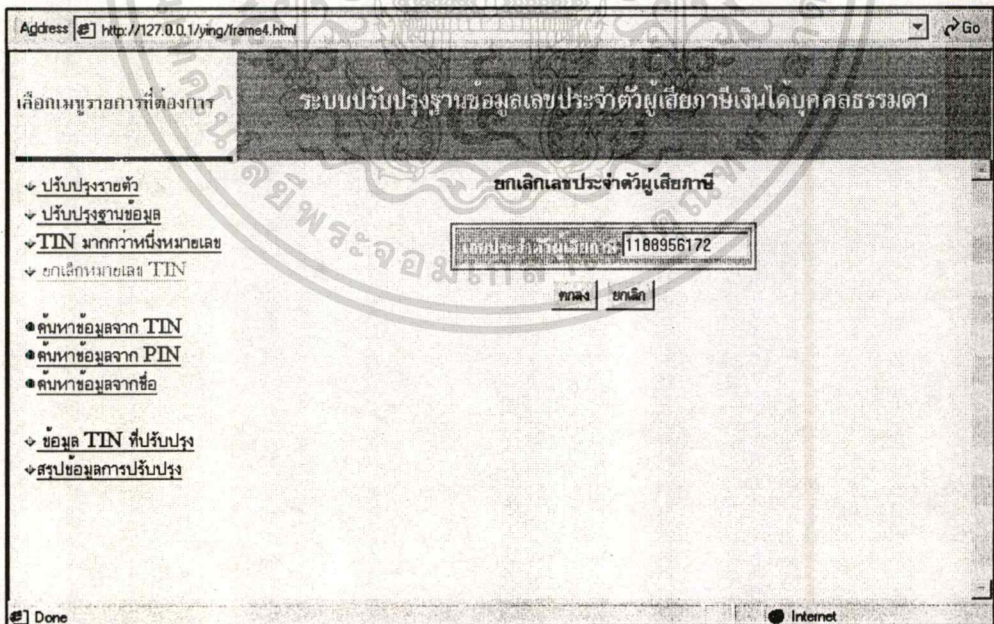 Address http://127.0.0.1/ying/frame4.html Go
เลือกเมนูรายการที่ต้องการ
ระบบปรับปรุงฐานข้อมูลเลขประจำตัวผู้เสียภาษีเงินได้บุคคลธรรมดา
ปรับปรุงรายตัว
ปรับปรุงฐานข้อมูล
TIN มากกว่าหนึ่งหมายเลข
ยกเลิกหมายเลข TIN
ค้นหาข้อมูลจาก TIN
ค้นหาข้อมูลจาก PIN
ค้นหาข้อมูลจากชื่อ
ข้อมูล TIN ที่ปรับปรุง
สรุปข้อมูลการปรับปรุง
ยกเลิกเลขประจำตัวผู้เสียภาษี
เลขประจำตัวผู้เสียภาษี 1188956172
ตกลง ยกเลิก
Done Internet